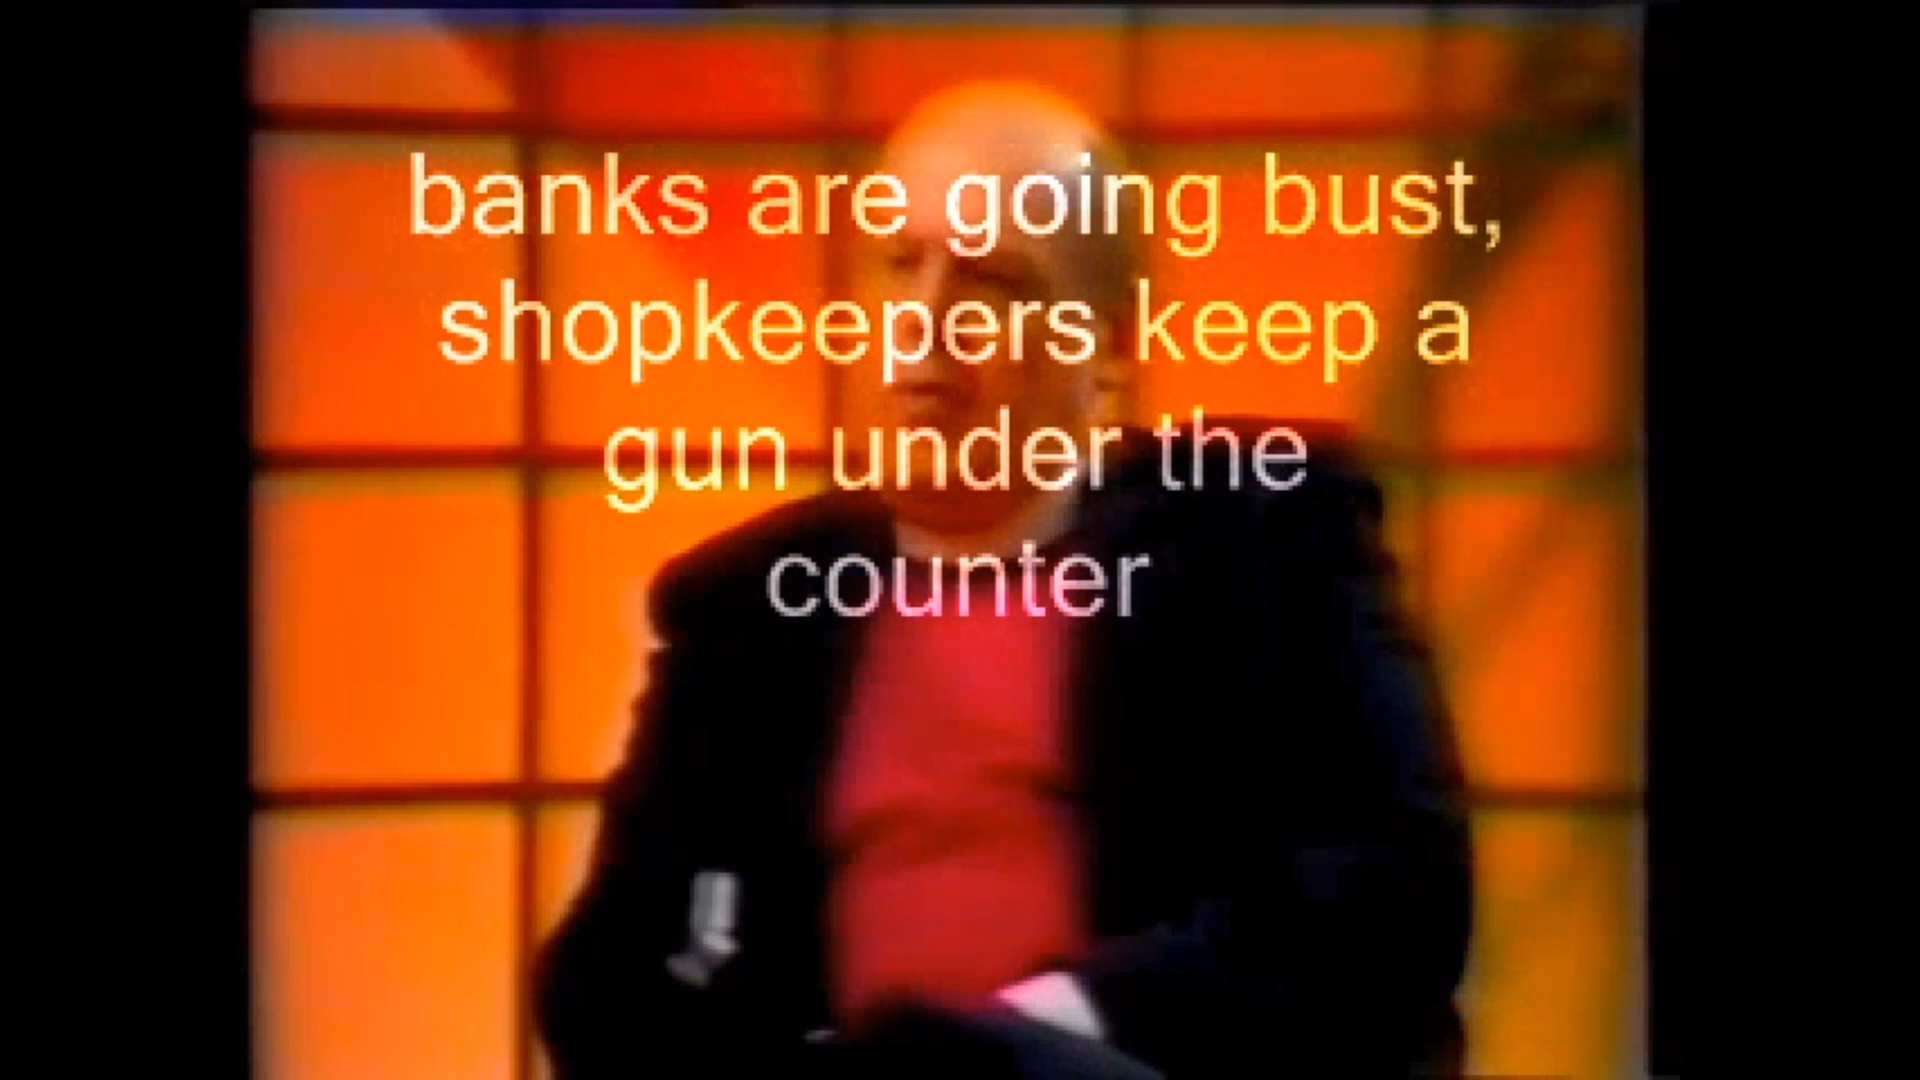 banks are going bust,
shopkeepers keep a
gun under the
counter